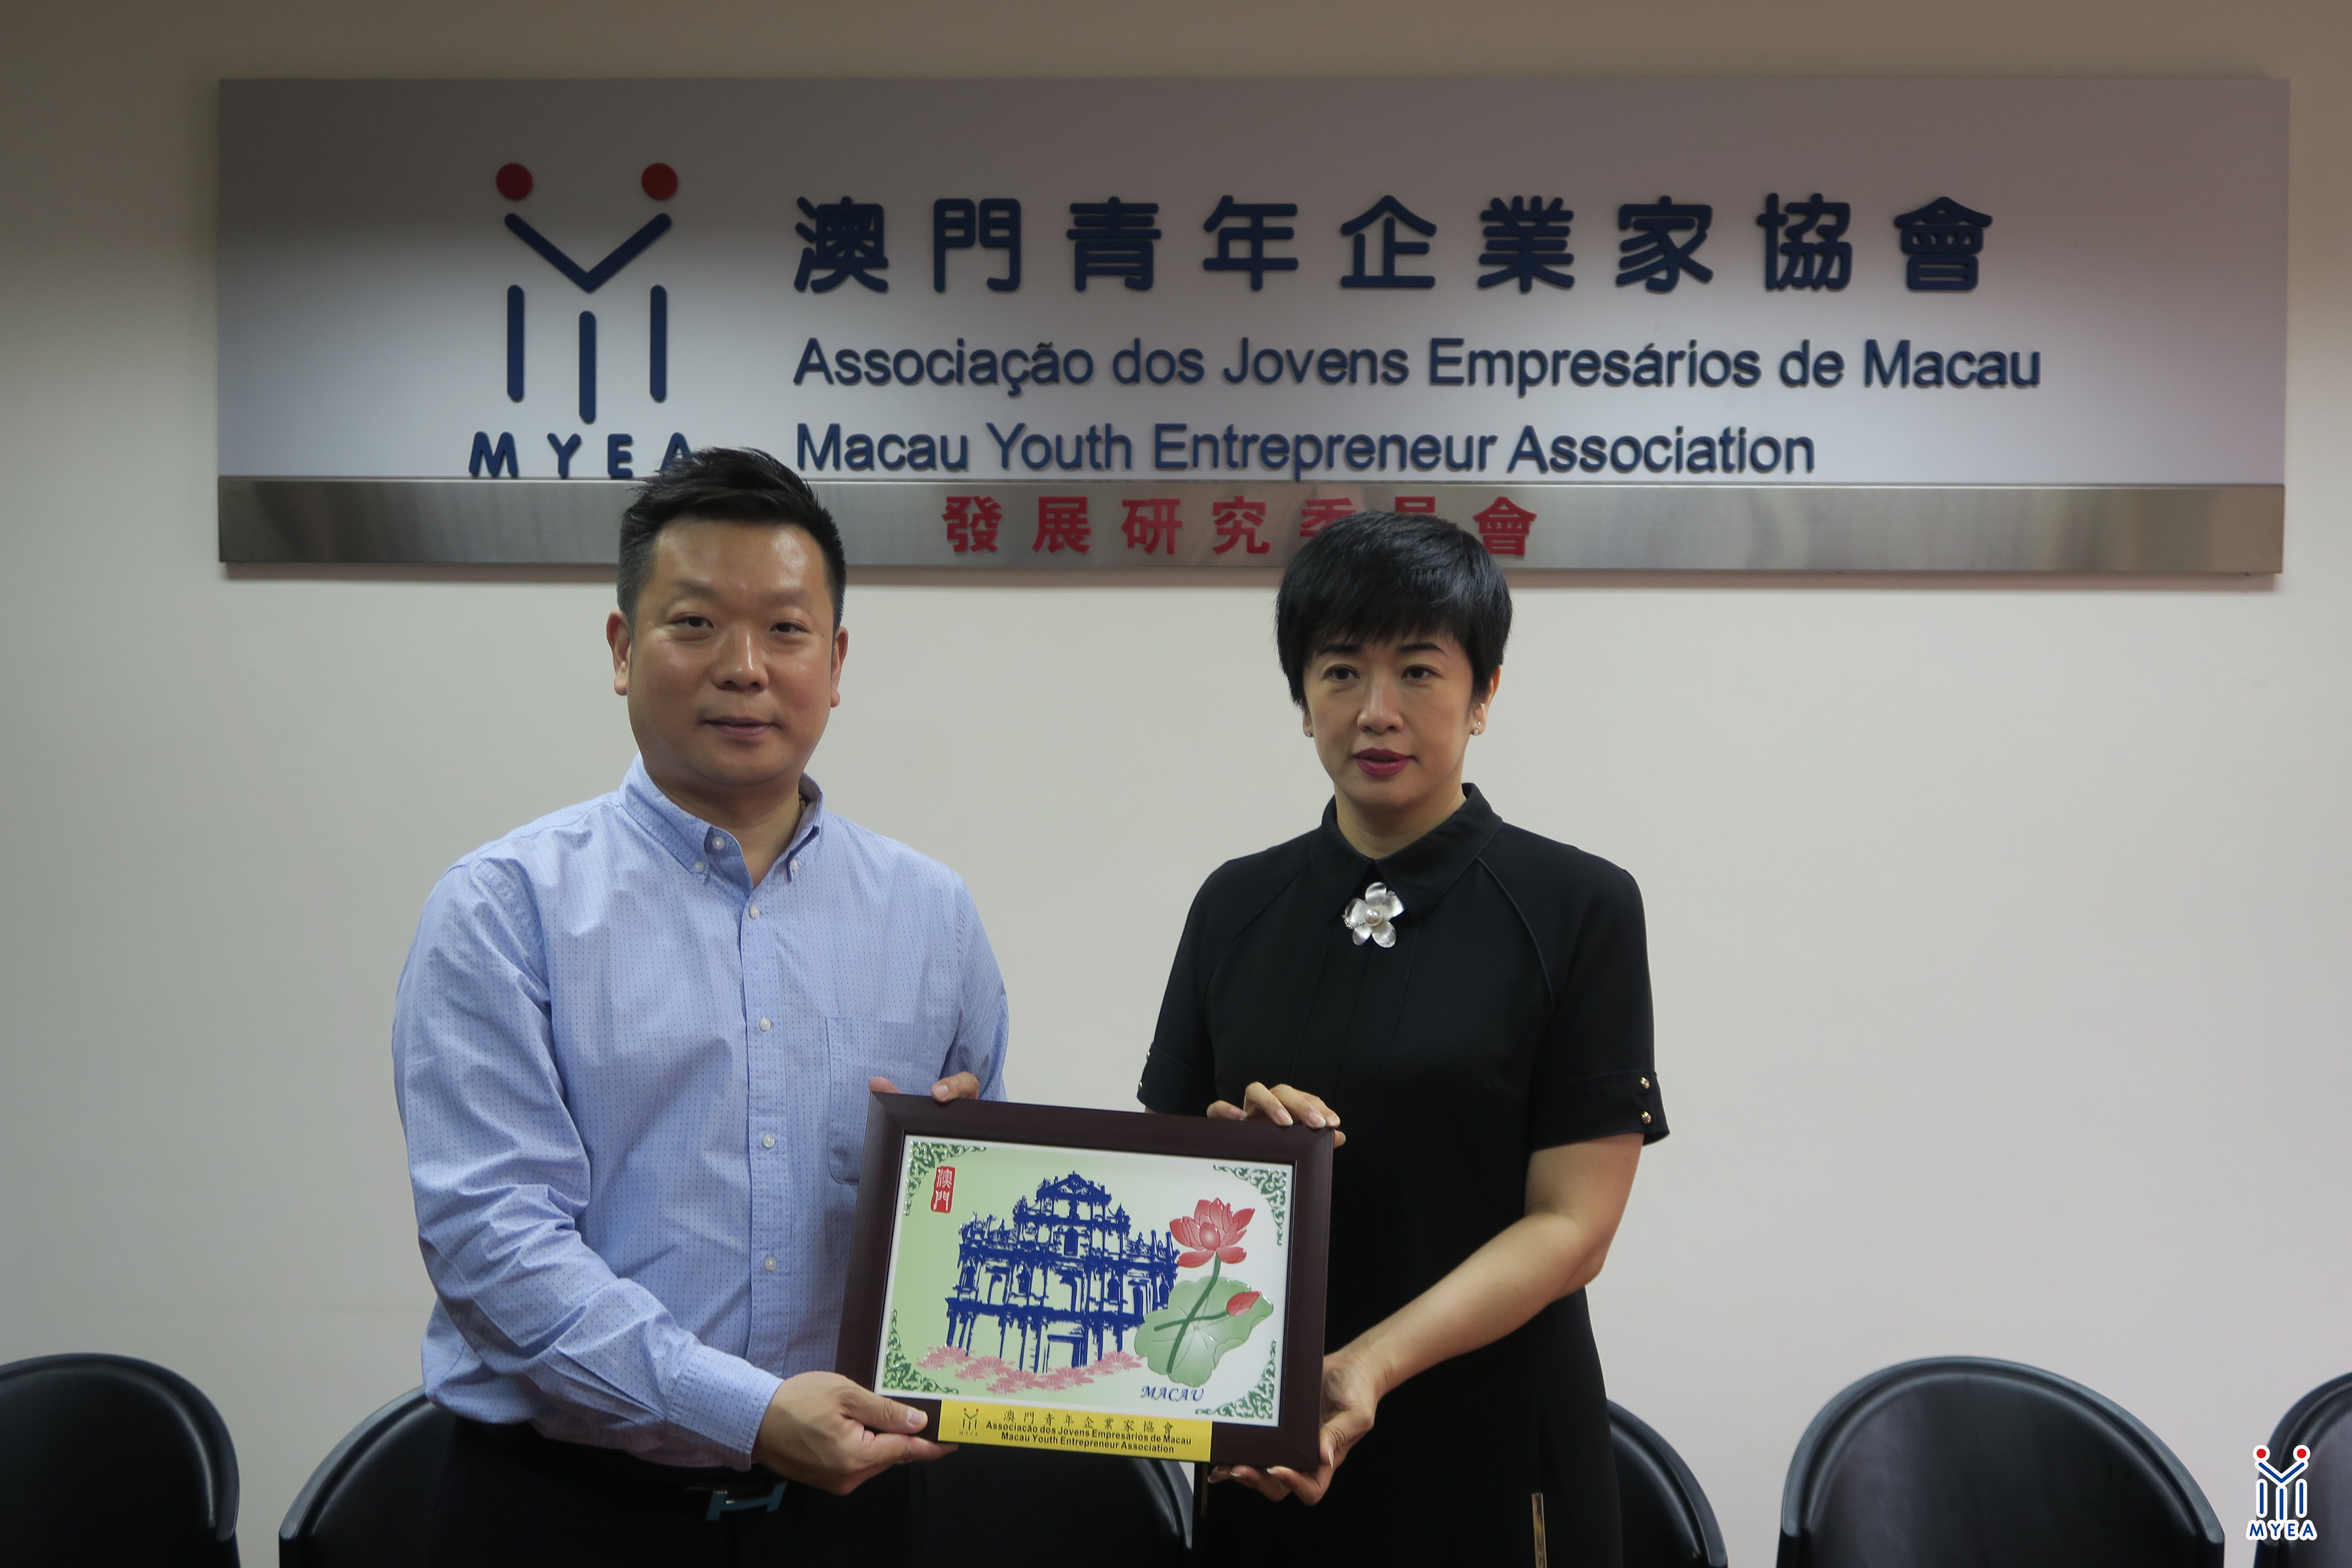 澳門青年企業家協會
Associação dos Jovens Empresários de Macau
MYEA
Macau Youth Entrepreneur Association
發展研究委員會
澳門
MACAU
MYEA
澳門青年企業家協會
Associação dos Jovens Empresários de Macau
Macau Youth Entrepreneur Association
MYEA